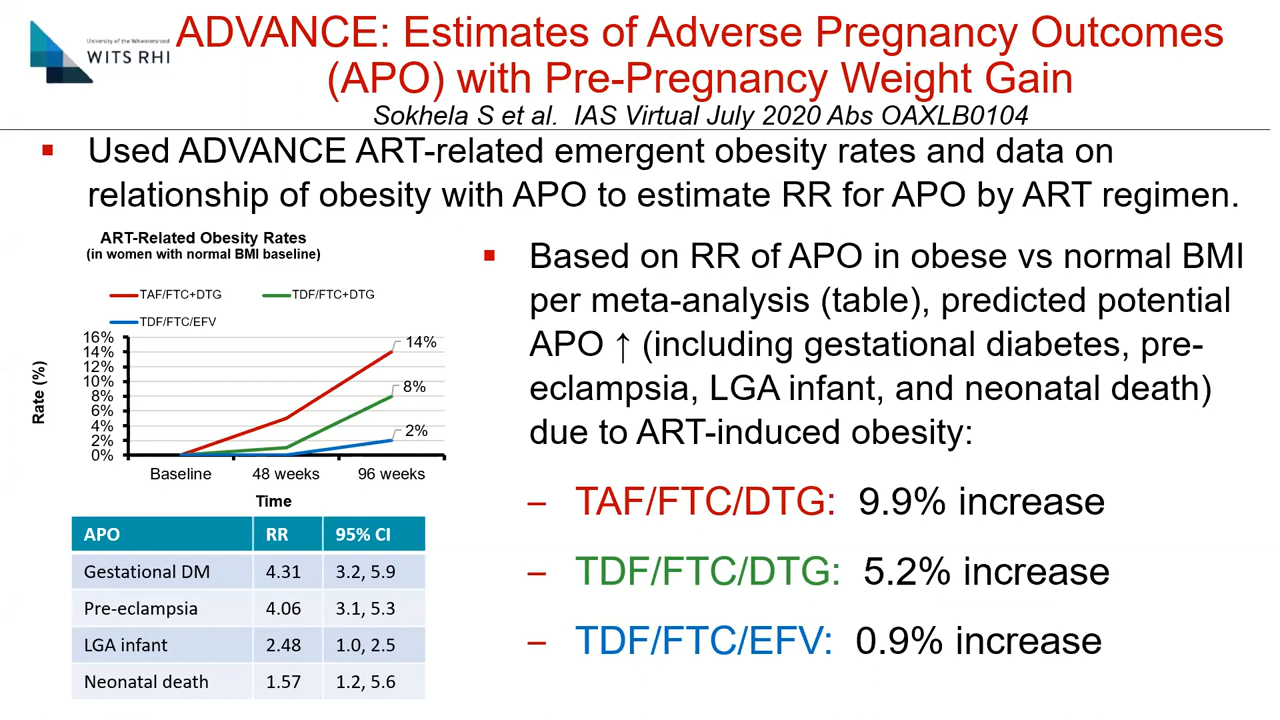 University of the Witwatersrand
WITS RHI
ADVANCE: Estimates of Adverse Pregnancy Outcomes
(APO) with Pre-Pregnancy Weight Gain
Sokhela S et al. IAS Virtual July 2020 Abs OAXLB0104
▪ Used ADVANCE ART-related emergent obesity rates and data on
relationship of obesity with APO to estimate RR for APO by ART regimen.
ART-Related Obesity Rates
(in women with normal BMI baseline)
TAF/FTC+DTG TDF/FTC+DTG
TDF/FTC/EFV
Rate (%)
16%
14%
12%
10%
8%
6%
4%
2%
0%
14%
8%
2%
Baseline 48 weeks 96 weeks
Time
APO RR 95% CI
Gestational DM 4.31 3.2, 5.9
Pre-eclampsia 4.06 3.1, 5.3
LGA infant 2.48 1.0, 2.5
Neonatal death 1.57 1.2, 5.6
▪ Based on RR of APO in obese vs normal BMI
per meta-analysis (table), predicted potential
APO ↑ (including gestational diabetes, pre-
eclampsia, LGA infant, and neonatal death)
due to ART-induced obesity:
– TAF/FTC/DTG: 9.9% increase
– TDF/FTC/DTG: 5.2% increase
– TDF/FTC/EFV: 0.9% increase